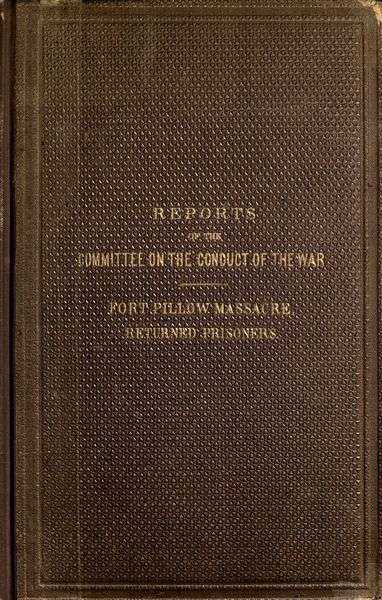 REPORTS
OF THE
COMMITTEE ON THE CONDUCT OF THE WAR
FORT PILLOW MASSACRE.
RETURNED PRISONERS.